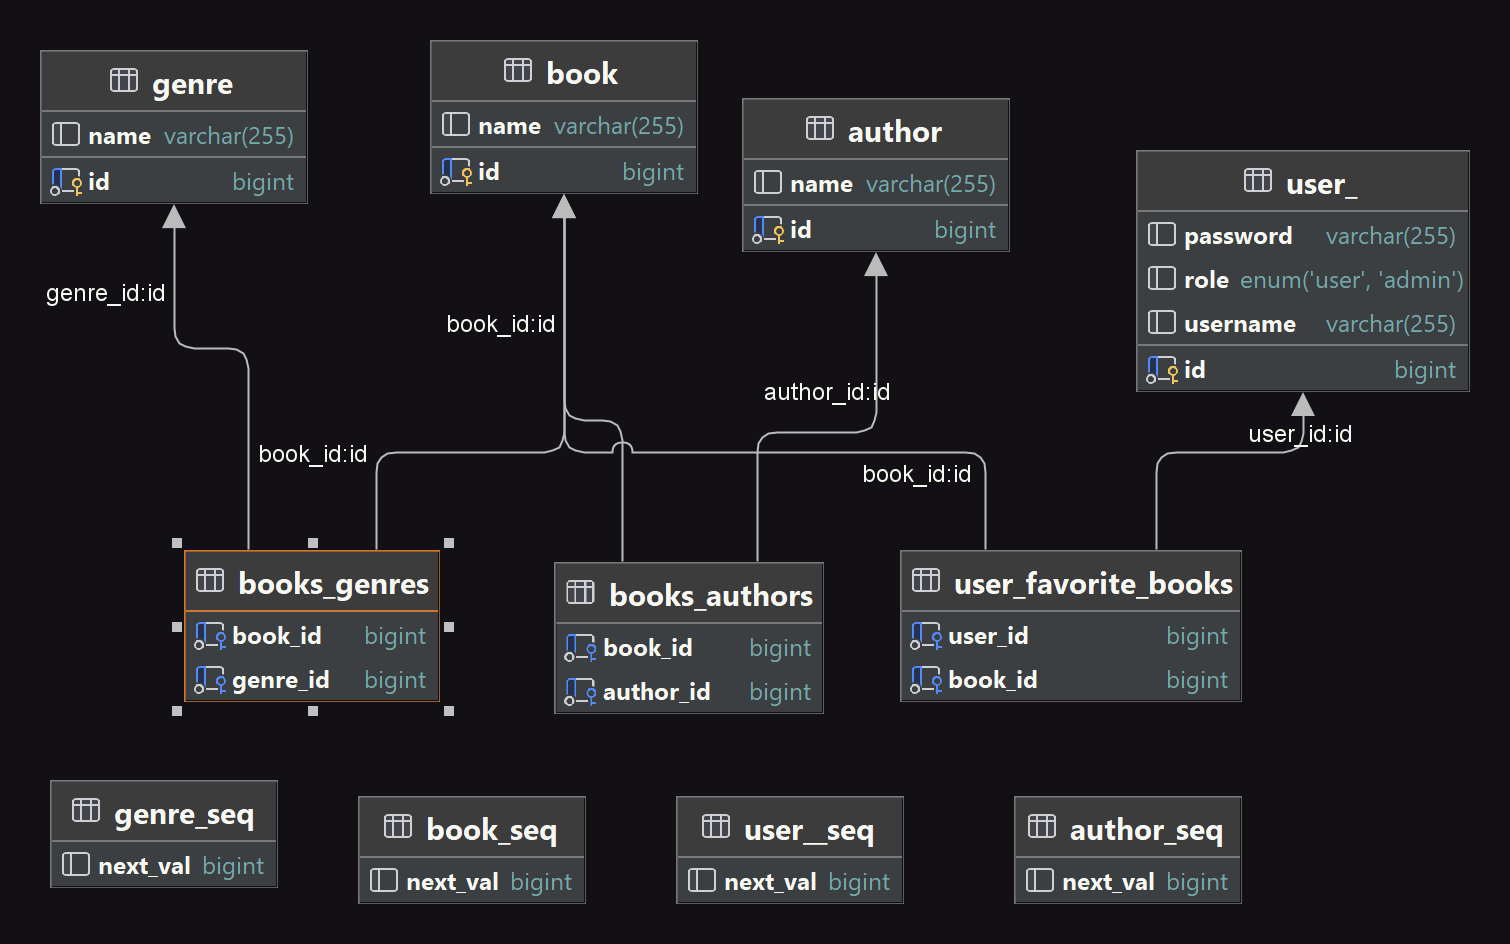 genre
name varchar(255)
id bigint
book
name varchar(255)
id bigint
author
name varchar(255)
id bigint
user_
password varchar(255)
role enum('user', 'admin')
username varchar(255)
id bigint
genre_id:id
book_id:id
author_id:id
user_id:id
book_id:id
book_id:id
books_genres
book_id bigint
genre_id bigint
books_authors
book_id bigint
author_id bigint
user_favorite_books
user_id bigint
book_id bigint
genre_seq
next_val bigint
book_seq
next_val bigint
user__seq
next_val bigint
author_seq
next_val bigint